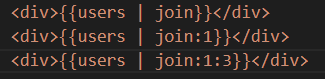 <div>{{users | join}}</div>
<div>{{users | join:1}}</div>
<div>{{users | join:1:3}}</div>